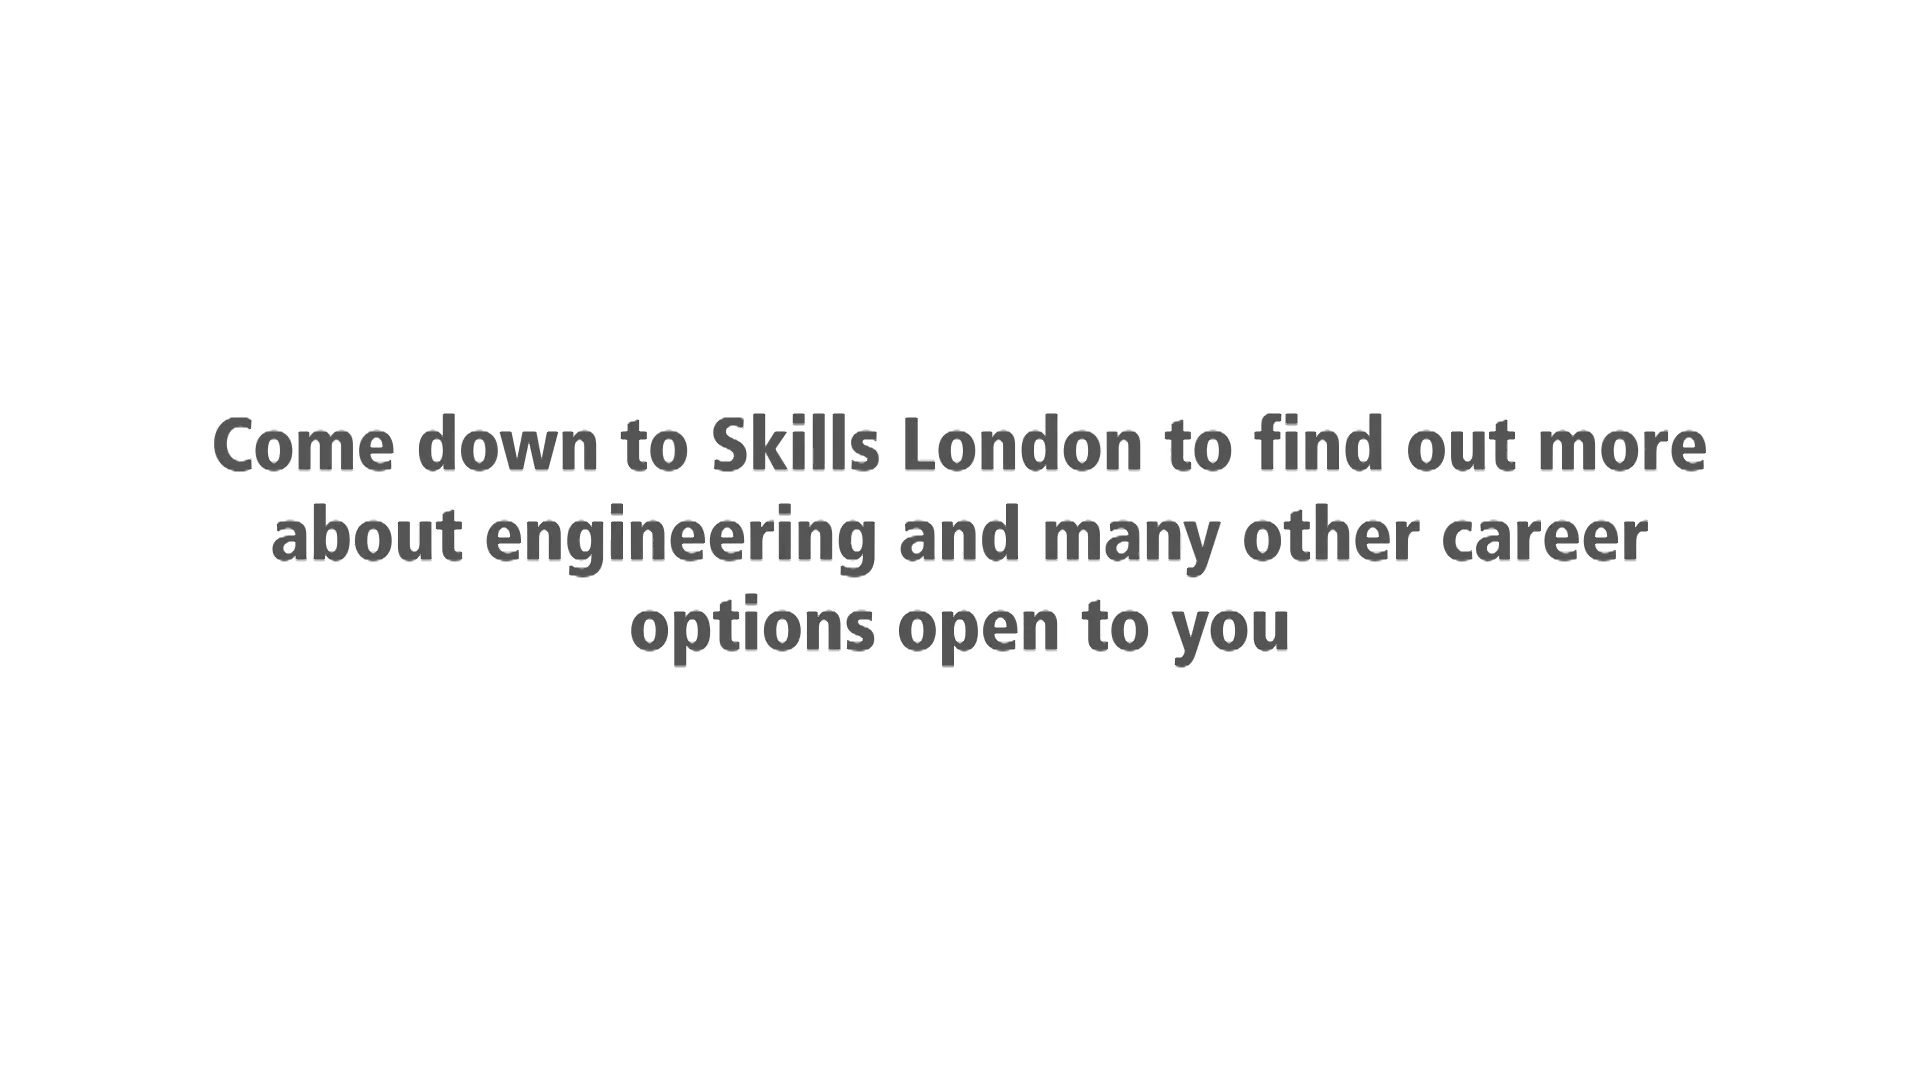 Come down to Skills London to find out more
about engineering and many other career
options open to you